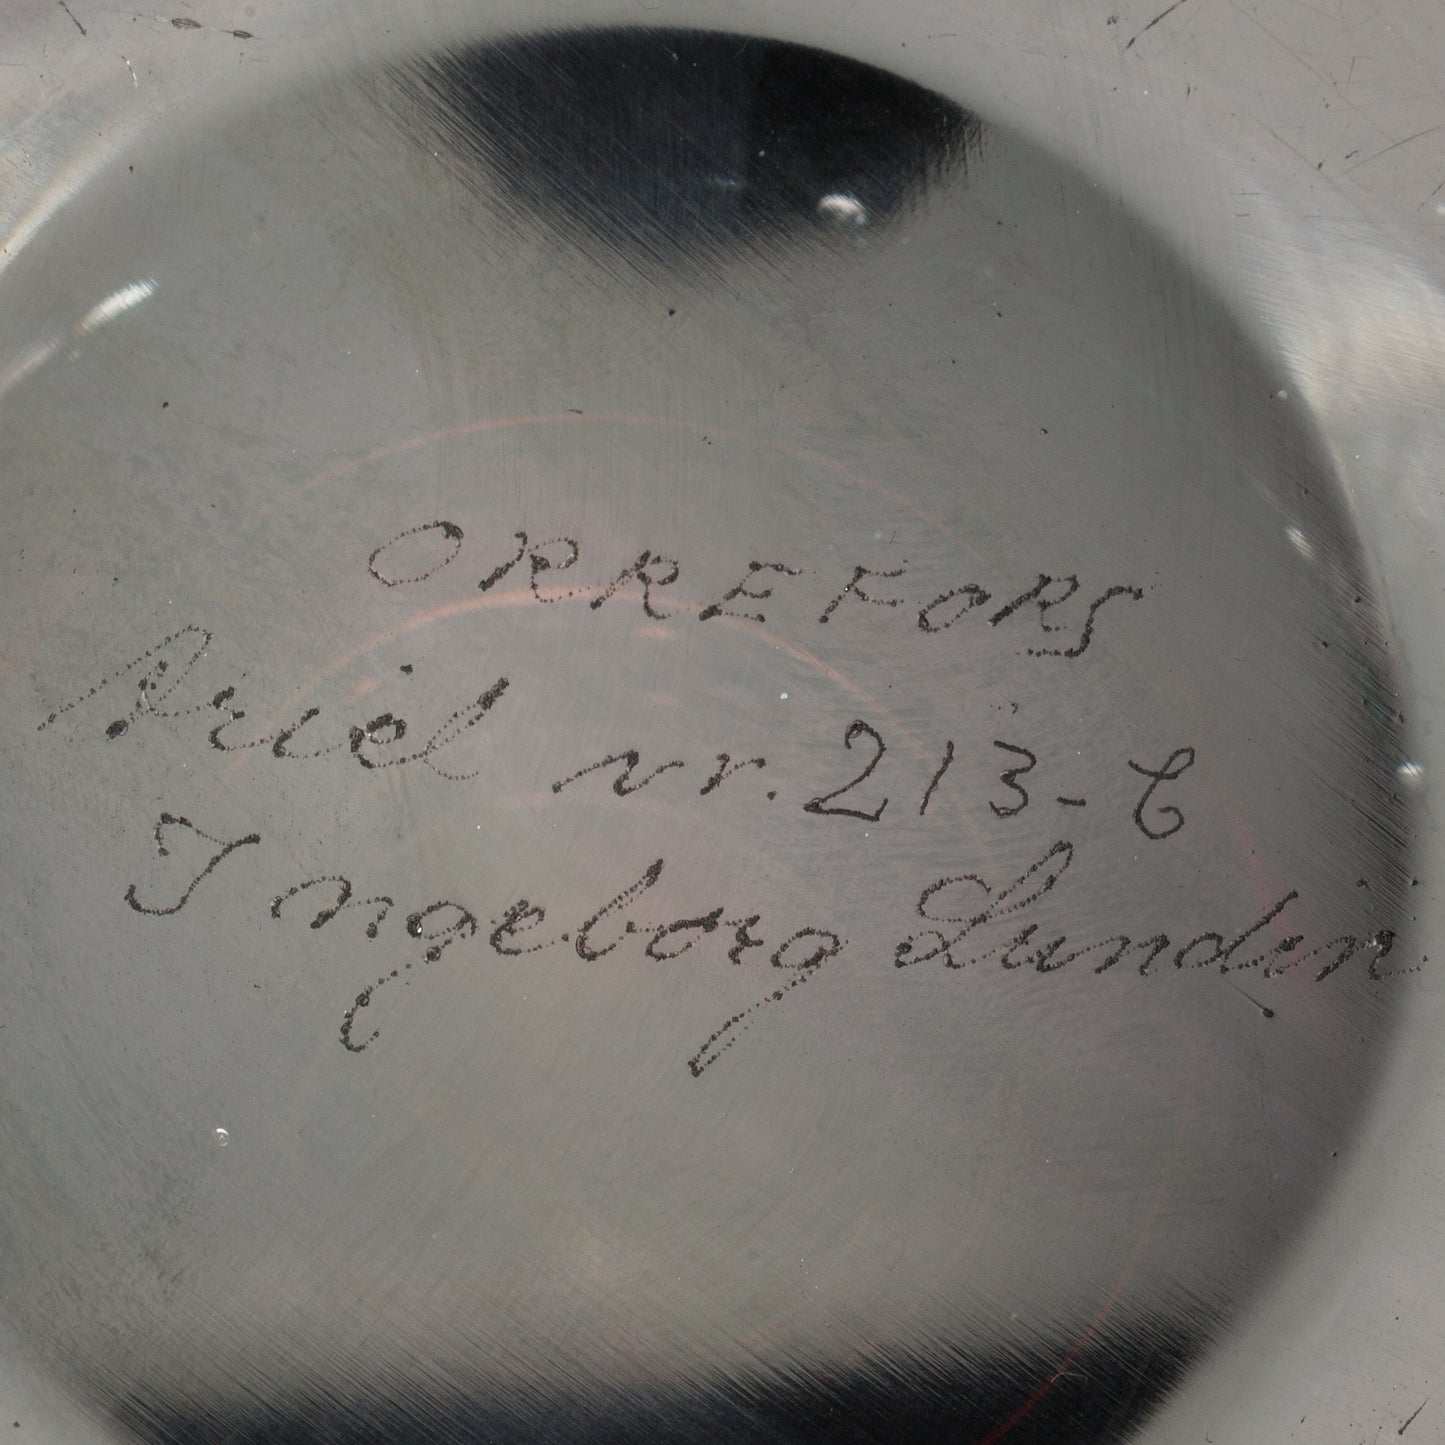 ORREFORS
Ariel nr. 213-C
Ingeborg Lundin